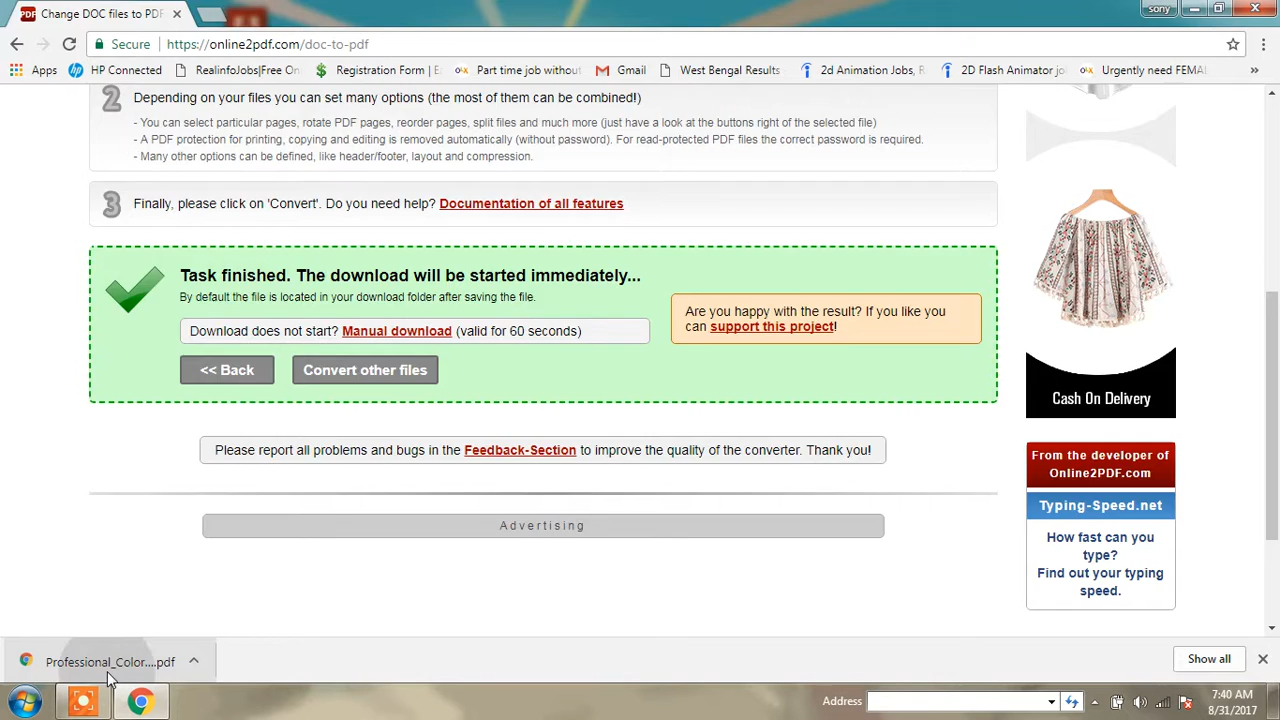 PDF Change DOC files to PDF
sony
Secure https://online2pdf.com/doc-to-pdf
Apps HP Connected RealinfoJobs|Free On Registration Form | E Part time job withou Gmail West Bengal Results 2d Animation Jobs, R 2D Flash Animator jo Urgently need FEMA »
2 Depending on your files you can set many options (the most of them can be combined!)
- You can select particular pages, rotate PDF pages, reorder pages, split files and much more (just have a look at the buttons right of the selected file)
- A PDF protection for printing, copying and editing is removed automatically (without password). For read-protected PDF files the correct password is required.
- Many other options can be defined, like header/footer, layout and compression.
3 Finally, please click on 'Convert'. Do you need help? Documentation of all features
Task finished. The download will be started immediately...
By default the file is located in your download folder after saving the file.
Download does not start? Manual download (valid for 60 seconds)
Are you happy with the result? If you like you
can support this project!
<< Back Convert other files
Please report all problems and bugs in the Feedback-Section to improve the quality of the converter. Thank you!
Advertising
Cash On Delivery
From the developer of
Online2PDF.com
Typing-Speed.net
How fast can you
type?
Find out your typing
speed.
Professional_Color....pdf
Show all
Address
7:40 AM
8/31/2017